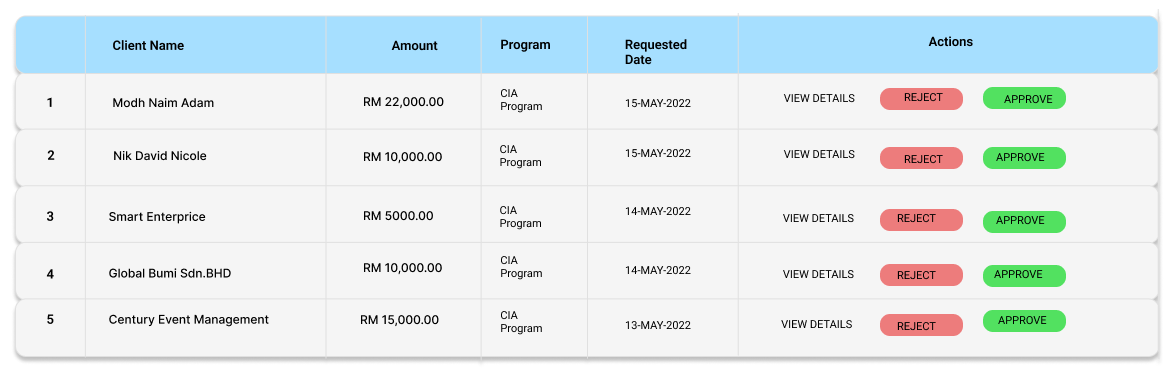 Client Name Amount Program Requested Date Actions
1 Modh Naim Adam RM 22,000.00 CIA Program 15-MAY-2022 VIEW DETAILS REJECT APPROVE
2 Nik David Nicole RM 10,000.00 CIA Program 15-MAY-2022 VIEW DETAILS REJECT APPROVE
3 Smart Enterprice RM 5000.00 CIA Program 14-MAY-2022 VIEW DETAILS REJECT APPROVE
4 Global Bumi Sdn.BHD RM 10,000.00 CIA Program 14-MAY-2022 VIEW DETAILS REJECT APPROVE
5 Century Event Management RM 15,000.00 CIA Program 13-MAY-2022 VIEW DETAILS REJECT APPROVE